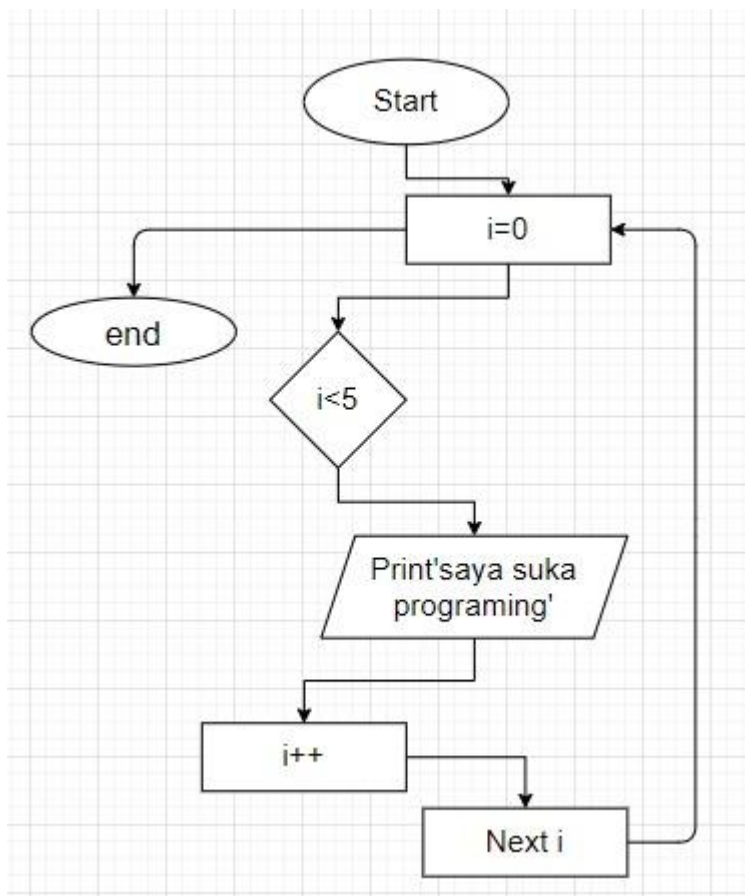 Start
i=0
end
i<5
Print'saya suka
programing'
i++
Next i